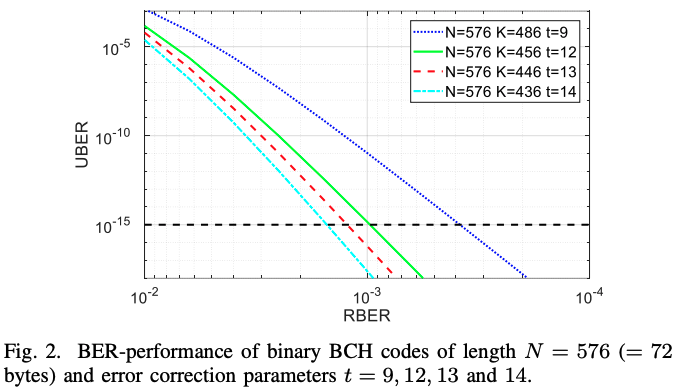 N=576 K=486 t=9
N=576 K=456 t=12
N=576 K=446 t=13
N=576 K=436 t=14
10^-5
10^-10
10^-15
UBER
10^-2
10^-3
10^-4
RBER
Fig. 2. BER-performance of binary BCH codes of length N = 576 (= 72
bytes) and error correction parameters t = 9, 12, 13 and 14.